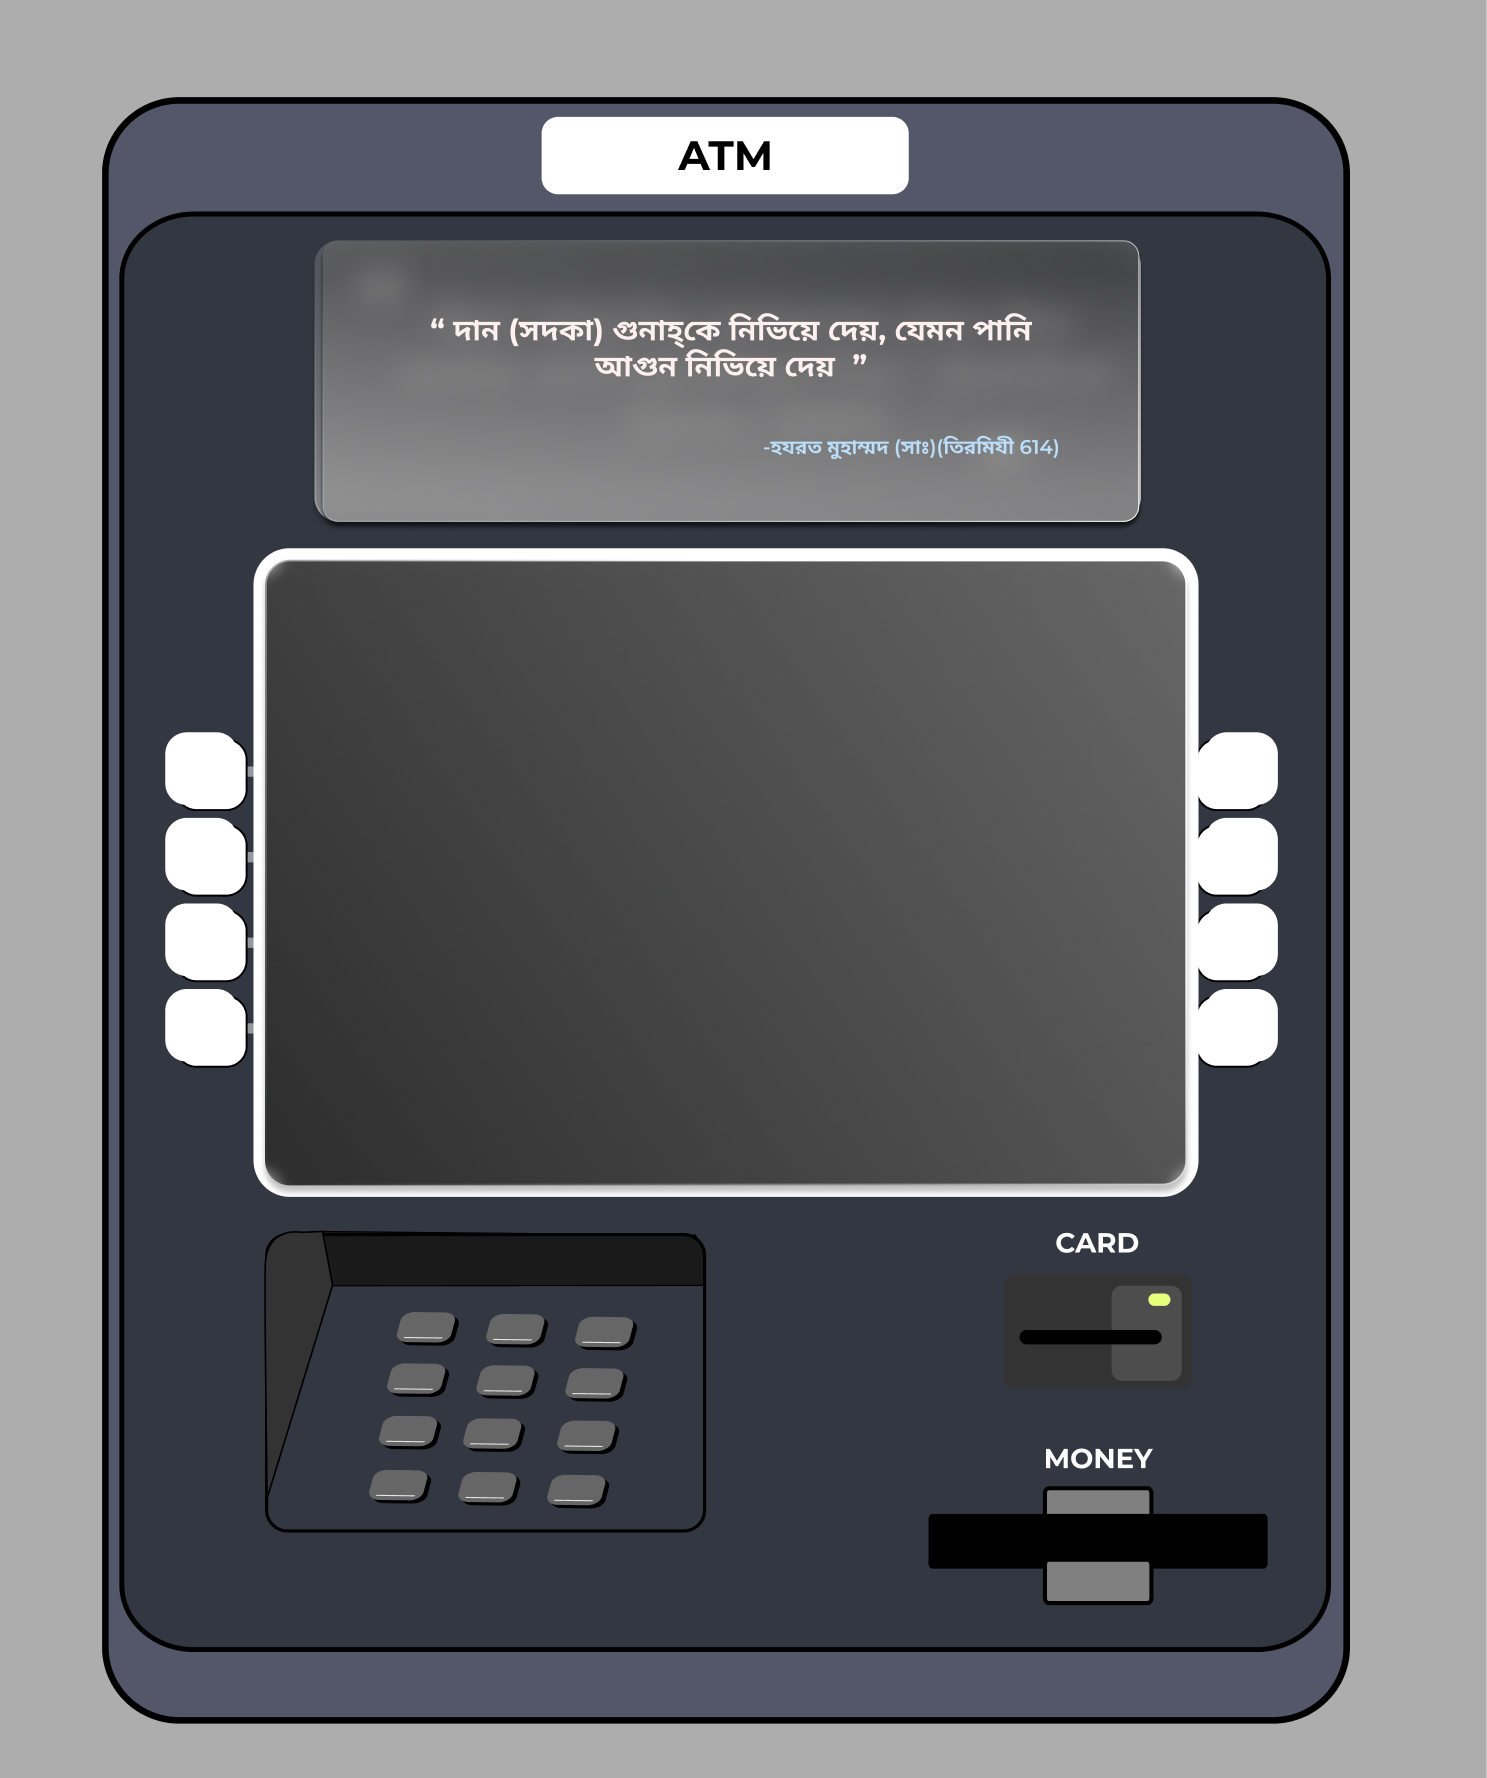 ATM
“ দান (সদকা) গুনাহ্কে নিভিয়ে দেয়, যেমন পানি
আগুন নিভিয়ে দেয় ”
-হযরত মুহাম্মদ (সাঃ)(তিরমিযী 614)
CARD
MONEY